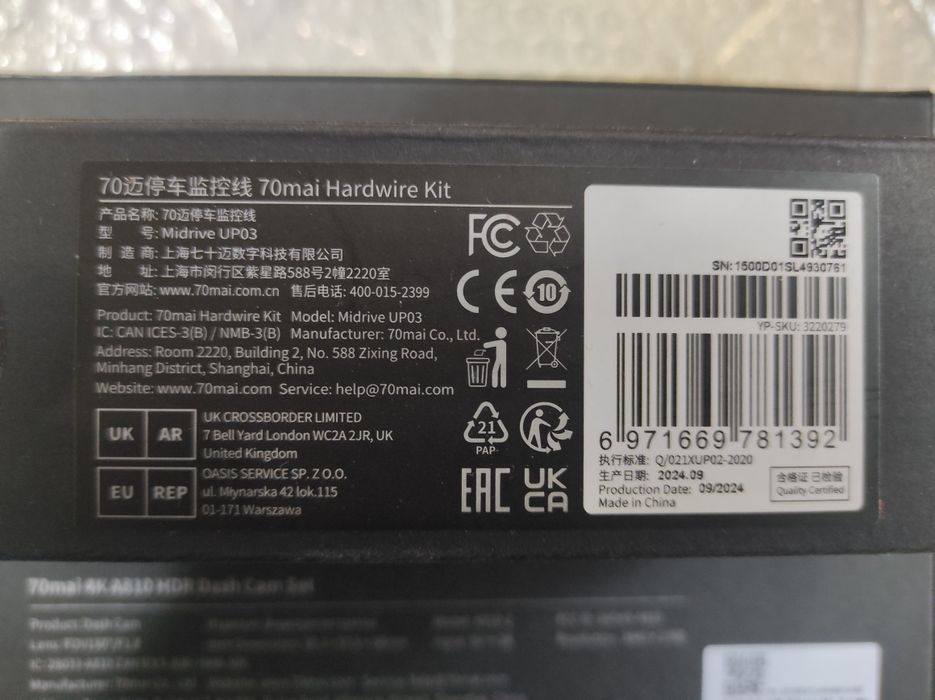 70迈停车监控线 70mai Hardwire Kit
产品名称: 70迈停车监控线
型 号: Midrive UP03
制 造 商: 上海七十迈数字科技有限公司
地 址: 上海市闵行区紫星路588号2幢2220室
官方网站: www.70mai.com.cn 售后电话: 400-015-2399
Product: 70mai Hardwire Kit Model: Midrive UP03
IC: CAN ICES-3(B) / NMB-3(B) Manufacturer: 70mai Co., Ltd.
Address: Room 2220, Building 2, No. 588 Zixing Road,
Minhang District, Shanghai, China
Website: www.70mai.com Service: help@70mai.com
UK AR
UK CROSSBORDER LIMITED
7 Bell Yard London WC2A 2JR, UK
United Kingdom
EU REP
OASIS SERVICE SP. Z O.O.
ul. Młynarska 42 lok.115
01-171 Warszawa
FC
CE
10
21
PAP
EAC
UK
CA
SN:1500D01SL4930761
YP-SKU: 3220279
6 971669 781392
执行标准: Q/021XUP02-2020
生产日期: 2024.09
Production Date: 09/2024
Made in China
合格证 已检验
Quality Certified
70mai 4K A810 HDR Dash Cam Set
Product: Dash Cam